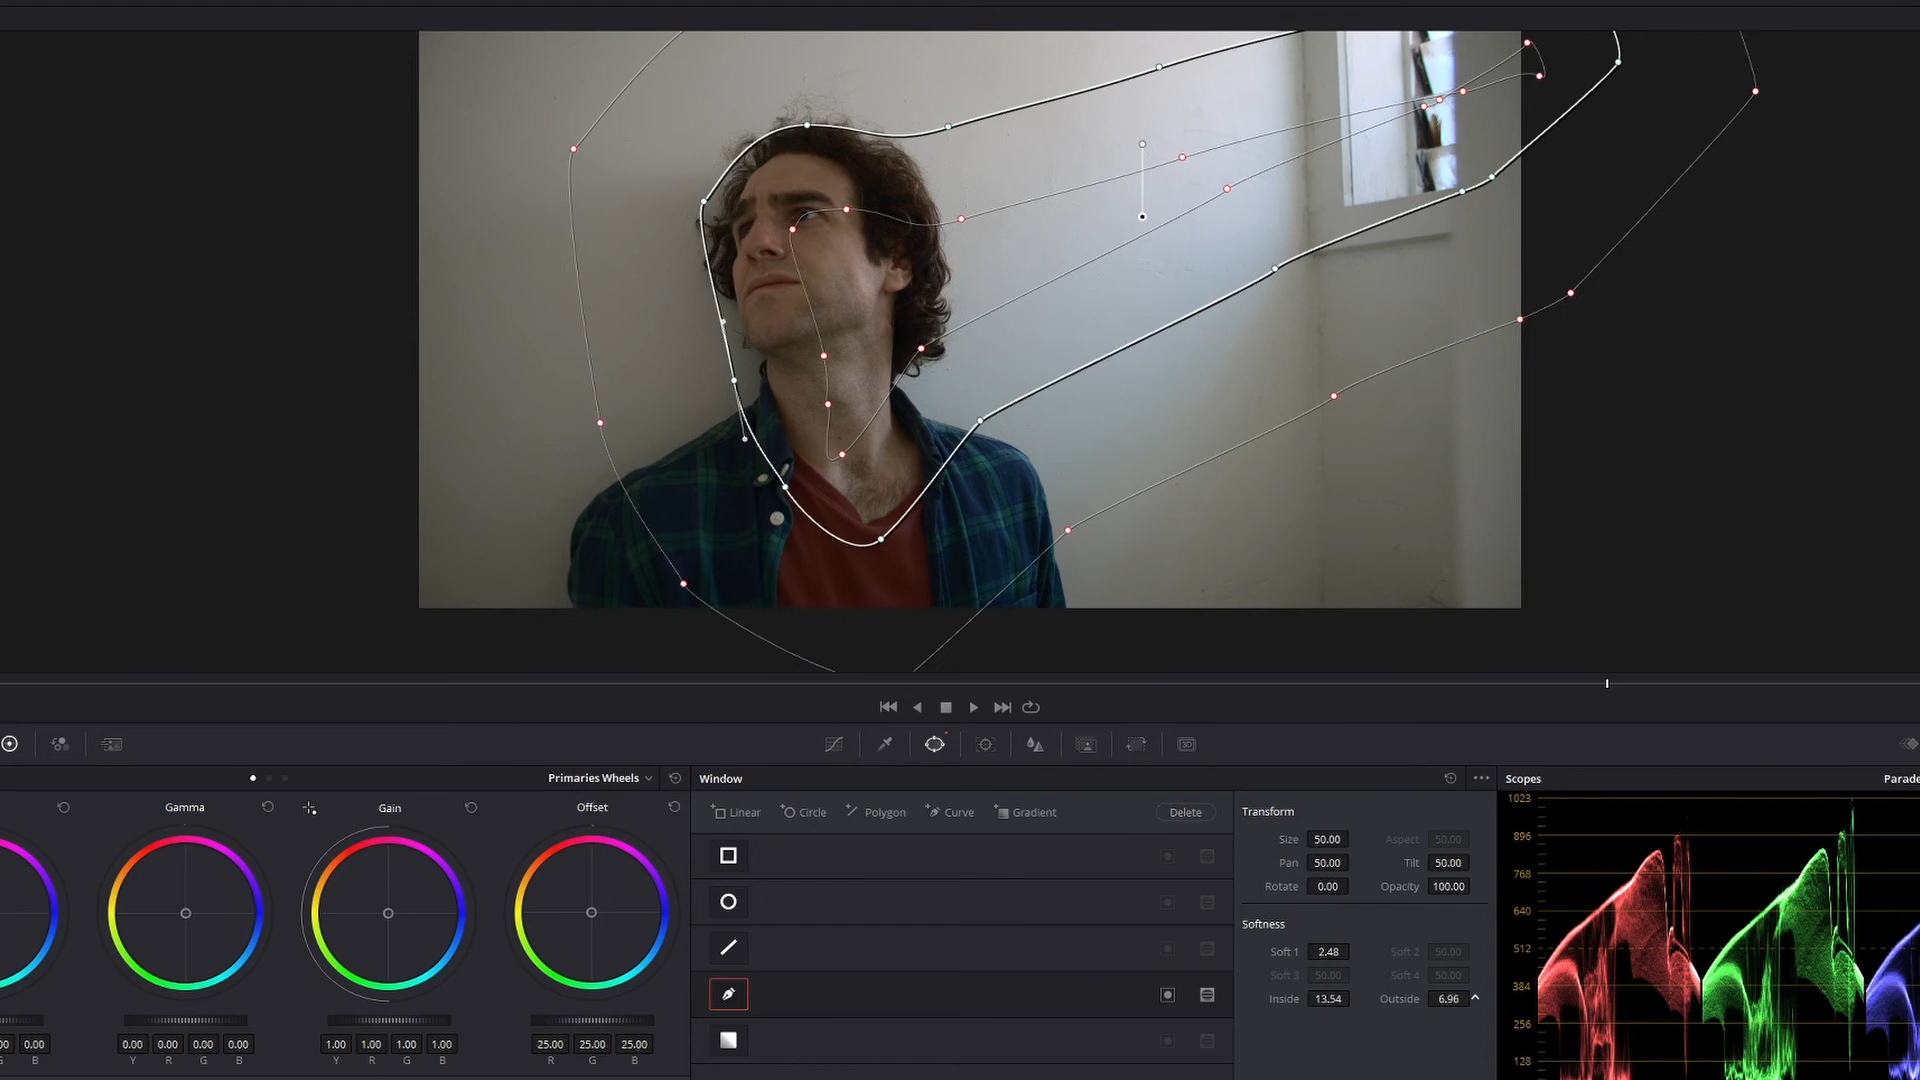 Primaries Wheels
Window
Scopes
Parade
Gamma
Gain
Offset
Linear
Circle
Polygon
Curve
Gradient
Delete
Transform
Size 50.00 Aspect 50.00
Pan 50.00 Tilt 50.00
Rotate 0.00 Opacity 100.00
Softness
Soft 1 2.48 Soft 2 50.00
Soft 3 50.00 Soft 4 50.00
Inside 13.54 Outside 6.96
3D
1023
896
768
640
512
384
256
128
0.00 0.00 0.00 0.00 0.00
B Y R G B
1.00 1.00 1.00 1.00
Y R G B
25.00 25.00 25.00
R G B